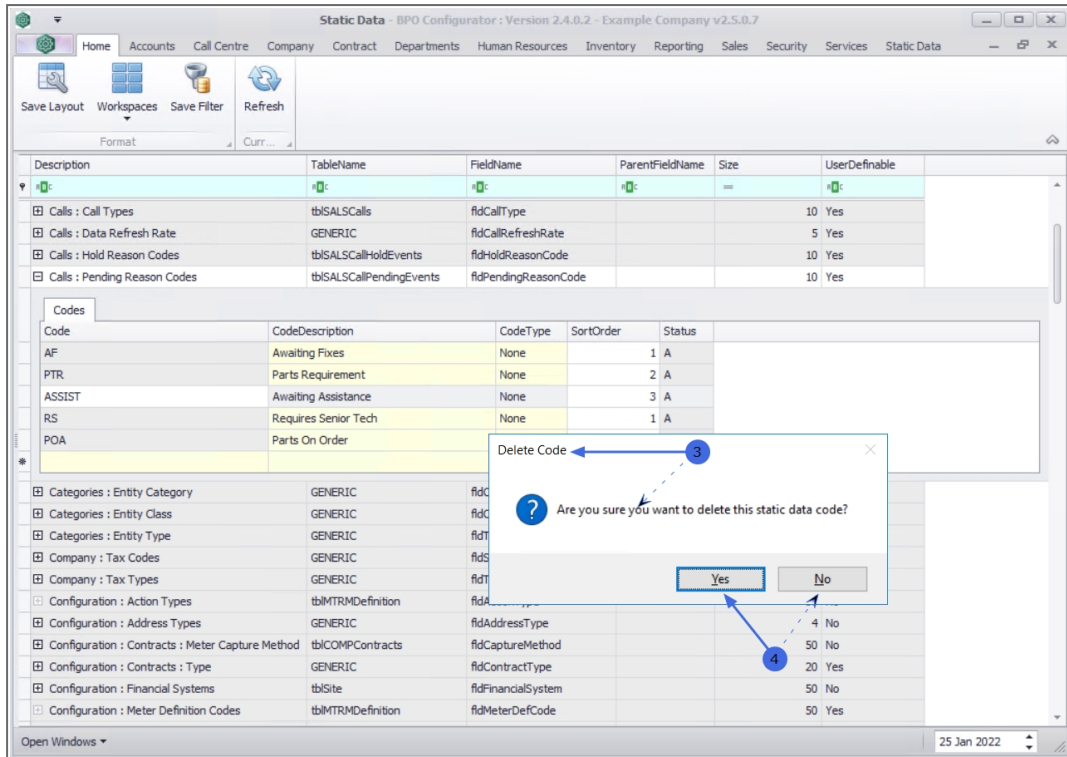 Static Data - BPO Configurator : Version 2.4.0.2 - Example Company v2.5.0.7
Home Accounts Call Centre Company Contract Departments Human Resources Inventory Reporting Sales Security Services Static Data
Save Layout Workspaces Save Filter Refresh
Format Curr...
Description TableName FieldName ParentFieldName Size UserDefinable
Calls : Call Types tblSALSCalls fldCallType 10 Yes
Calls : Data Refresh Rate GENERIC fldCallRefreshRate 5 Yes
Calls : Hold Reason Codes tblSALSCallHoldEvents fldHoldReasonCode 10 Yes
Calls : Pending Reason Codes tblSALSCallPendingEvents fldPendingReasonCode 10 Yes
Codes
Code CodeDescription CodeType SortOrder Status
AF Awaiting Fixes None 1 A
PTR Parts Requirement None 2 A
ASSIST Awaiting Assistance None 3 A
RS Requires Senior Tech None 1 A
POA Parts On Order
Delete Code 3
Are you sure you want to delete this static data code?
Yes No
4
Categories : Entity Category GENERIC
Categories : Entity Class GENERIC
Categories : Entity Type GENERIC
Company : Tax Codes GENERIC
Company : Tax Types GENERIC
Configuration : Action Types tblMTRMDefinition
Configuration : Address Types GENERIC fldAddressType 4 No
Configuration : Contracts : Meter Capture Method tblCOMPContracts fldCaptureMethod 50 No
Configuration : Contracts : Type GENERIC fldContractType 20 Yes
Configuration : Financial Systems tblSite fldFinancialSystem 50 No
Configuration : Meter Definition Codes tblMTRMDefinition fldMeterDefCode 50 Yes
Open Windows 25 Jan 2022